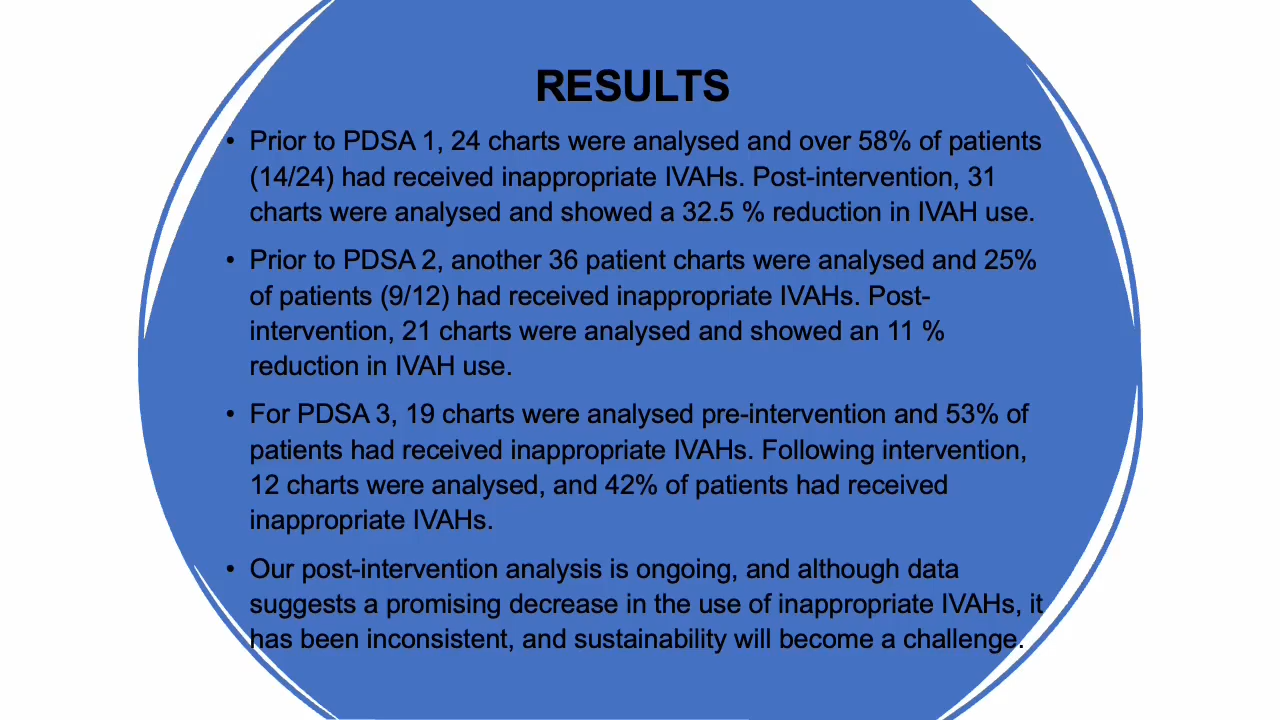 RESULTS
• Prior to PDSA 1, 24 charts were analysed and over 58% of patients
(14/24) had received inappropriate IVAHs. Post-intervention, 31
charts were analysed and showed a 32.5 % reduction in IVAH use.
• Prior to PDSA 2, another 36 patient charts were analysed and 25%
of patients (9/12) had received inappropriate IVAHs. Post-
intervention, 21 charts were analysed and showed an 11 %
reduction in IVAH use.
• For PDSA 3, 19 charts were analysed pre-intervention and 53% of
patients had received inappropriate IVAHs. Following intervention,
12 charts were analysed, and 42% of patients had received
inappropriate IVAHs.
• Our post-intervention analysis is ongoing, and although data
suggests a promising decrease in the use of inappropriate IVAHs, it
has been inconsistent, and sustainability will become a challenge.